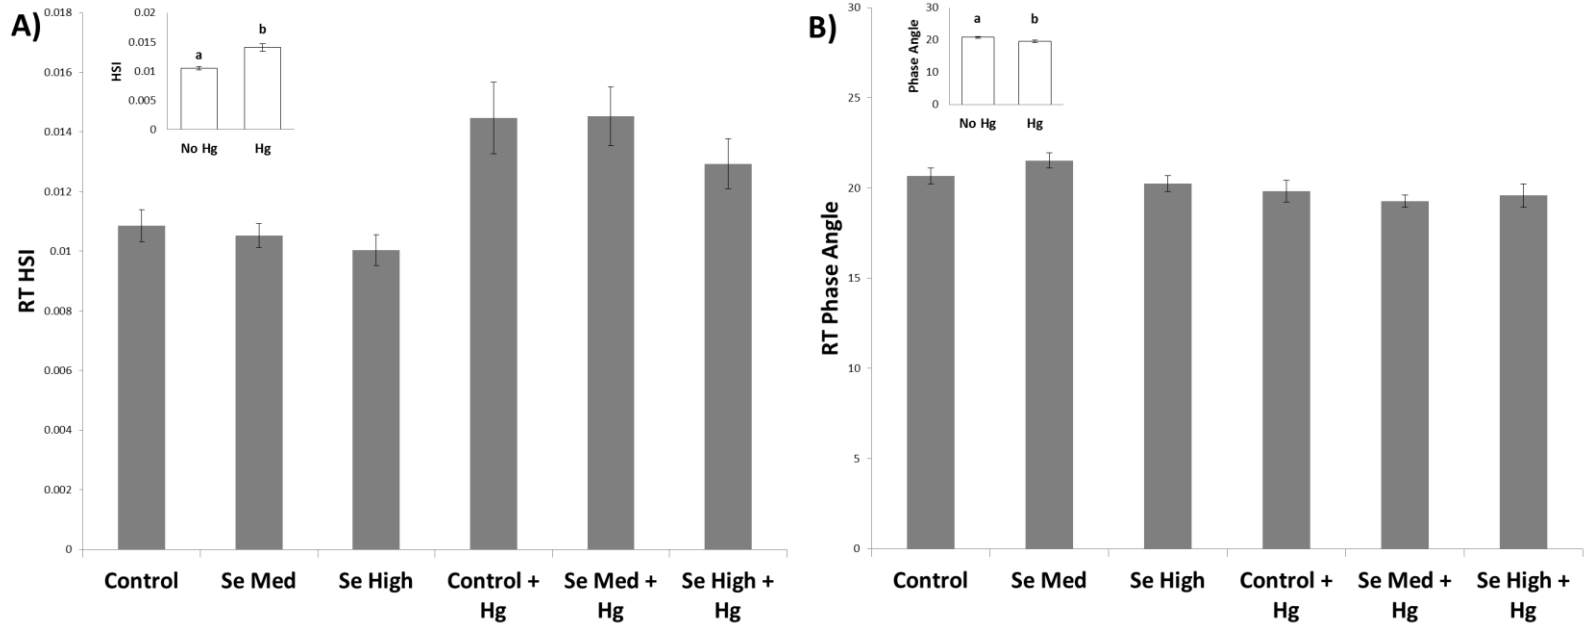 A)
0.018
0.016
0.014
0.012
0.01
0.008
0.006
0.004
0.002
0
RT HSI
0.02
0.015
0.01
0.005
0
HSI
a
b
No Hg
Hg
Control
Se Med
Se High
Control +
Hg
Se Med +
Hg
Se High +
Hg
B)
30
25
20
15
10
5
0
RT Phase Angle
30
20
10
0
Phase Angle
a
b
No Hg
Hg
Control
Se Med
Se High
Control +
Hg
Se Med +
Hg
Se High +
Hg